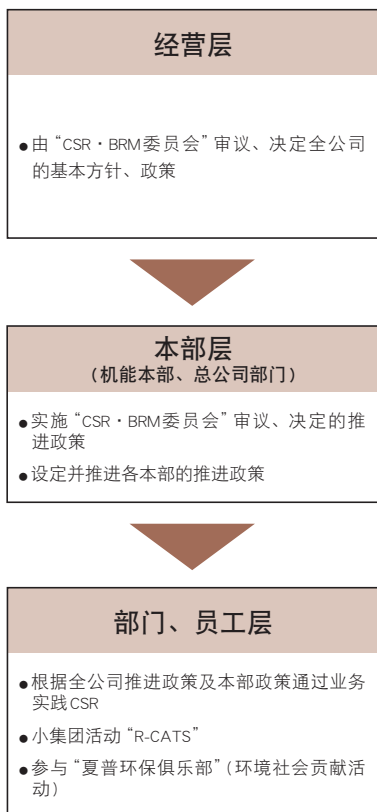 经营层
●由“CSR・BRM委员会”审议、决定全公司
的基本方针、政策
本部层
（机能本部、总公司部门）
●实施“CSR・BRM委员会”审议、决定的推
进政策
●设定并推进各本部的推进政策
部门、员工层
●根据全公司推进政策及本部政策通过业务
实践CSR
●小集团活动“R-CATS”
●参与“夏普环保俱乐部”（环境社会贡献活
动）